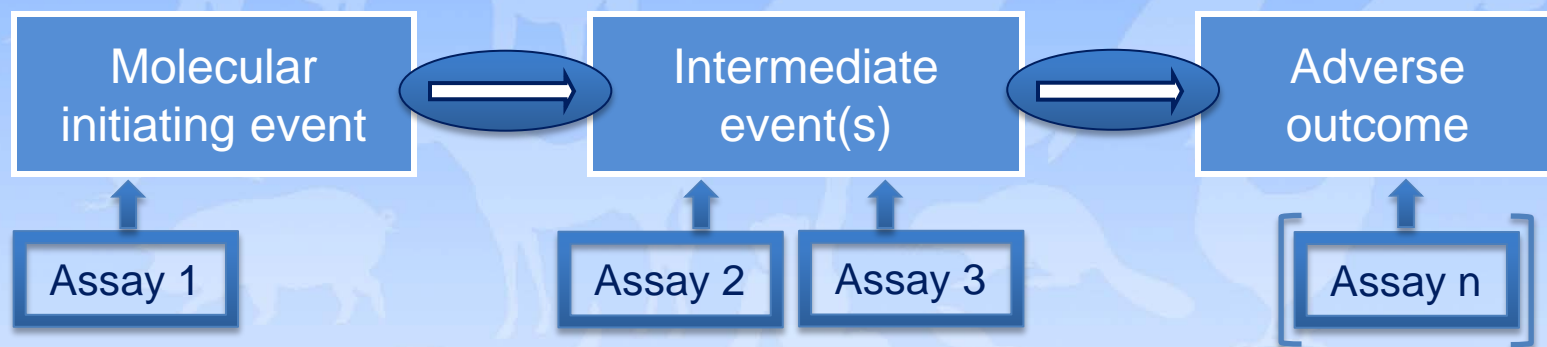 Molecular
initiating event
Intermediate
event(s)
Adverse
outcome
Assay 1
Assay 2
Assay 3
Assay n